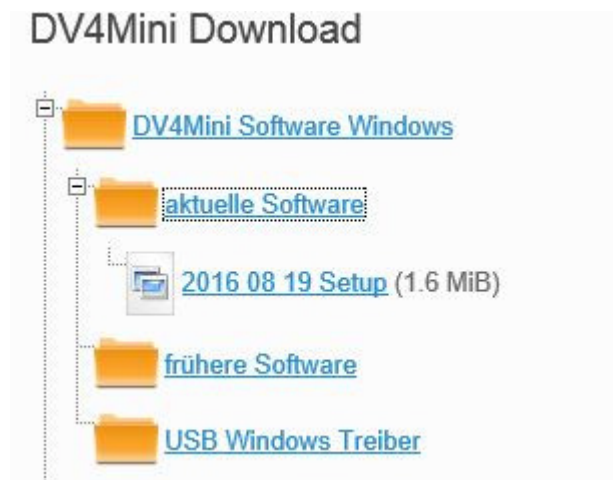 DV4Mini Download
DV4Mini Software Windows
aktuelle Software
2016 08 19 Setup (1.6 MiB)
frühere Software
USB Windows Treiber